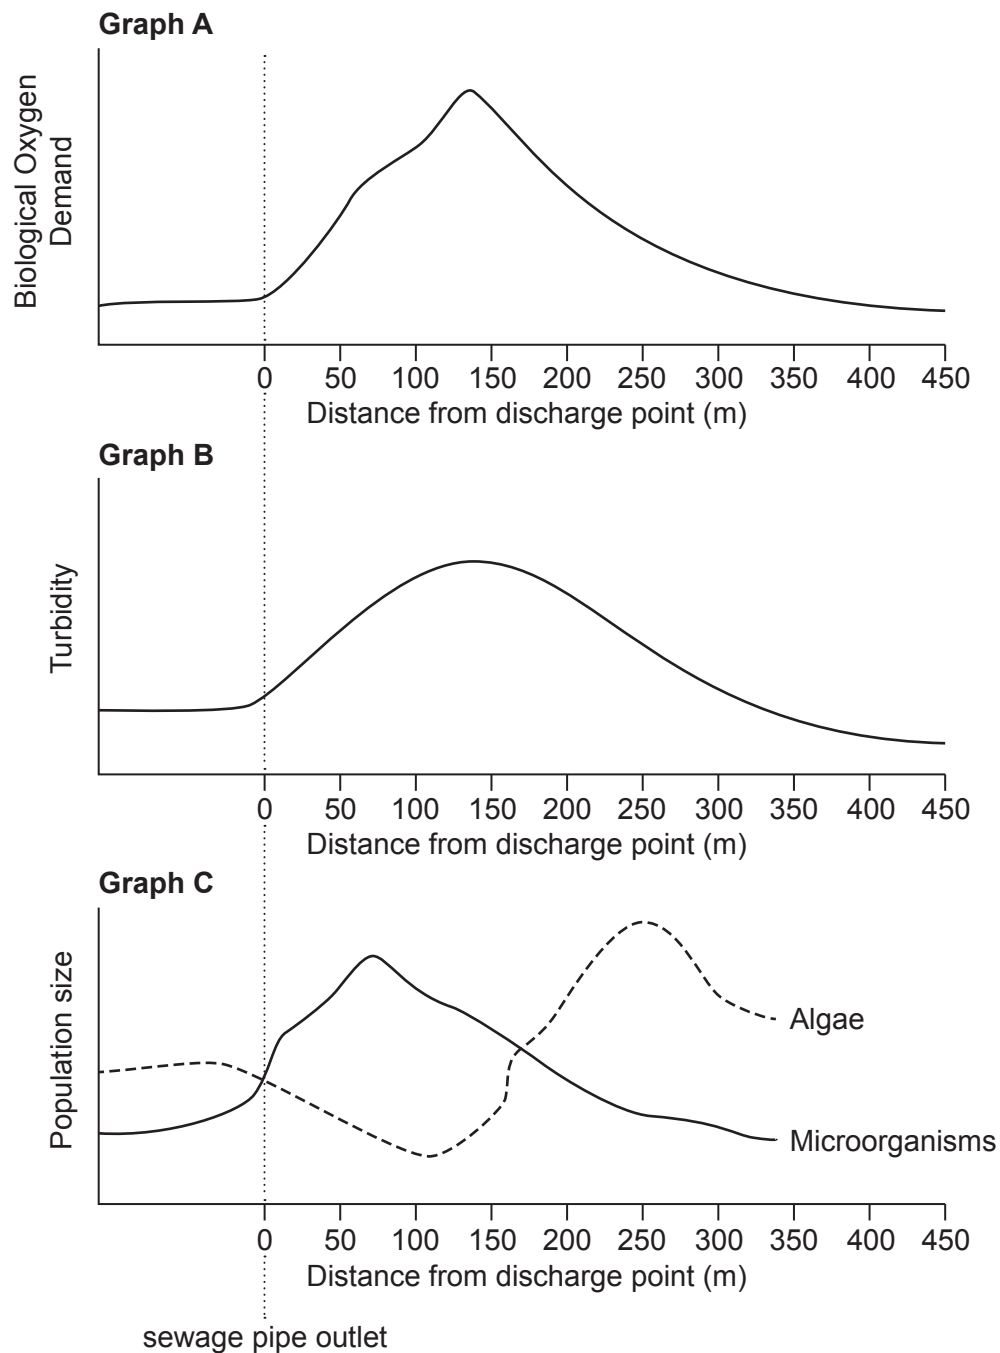 Graph A
Biological Oxygen
Demand
0 50 100 150 200 250 300 350 400 450
Distance from discharge point (m)
Graph B
Turbidity
0 50 100 150 200 250 300 350 400 450
Distance from discharge point (m)
Graph C
Population size
Algae
Microorganisms
0 50 100 150 200 250 300 350 400 450
Distance from discharge point (m)
sewage pipe outlet